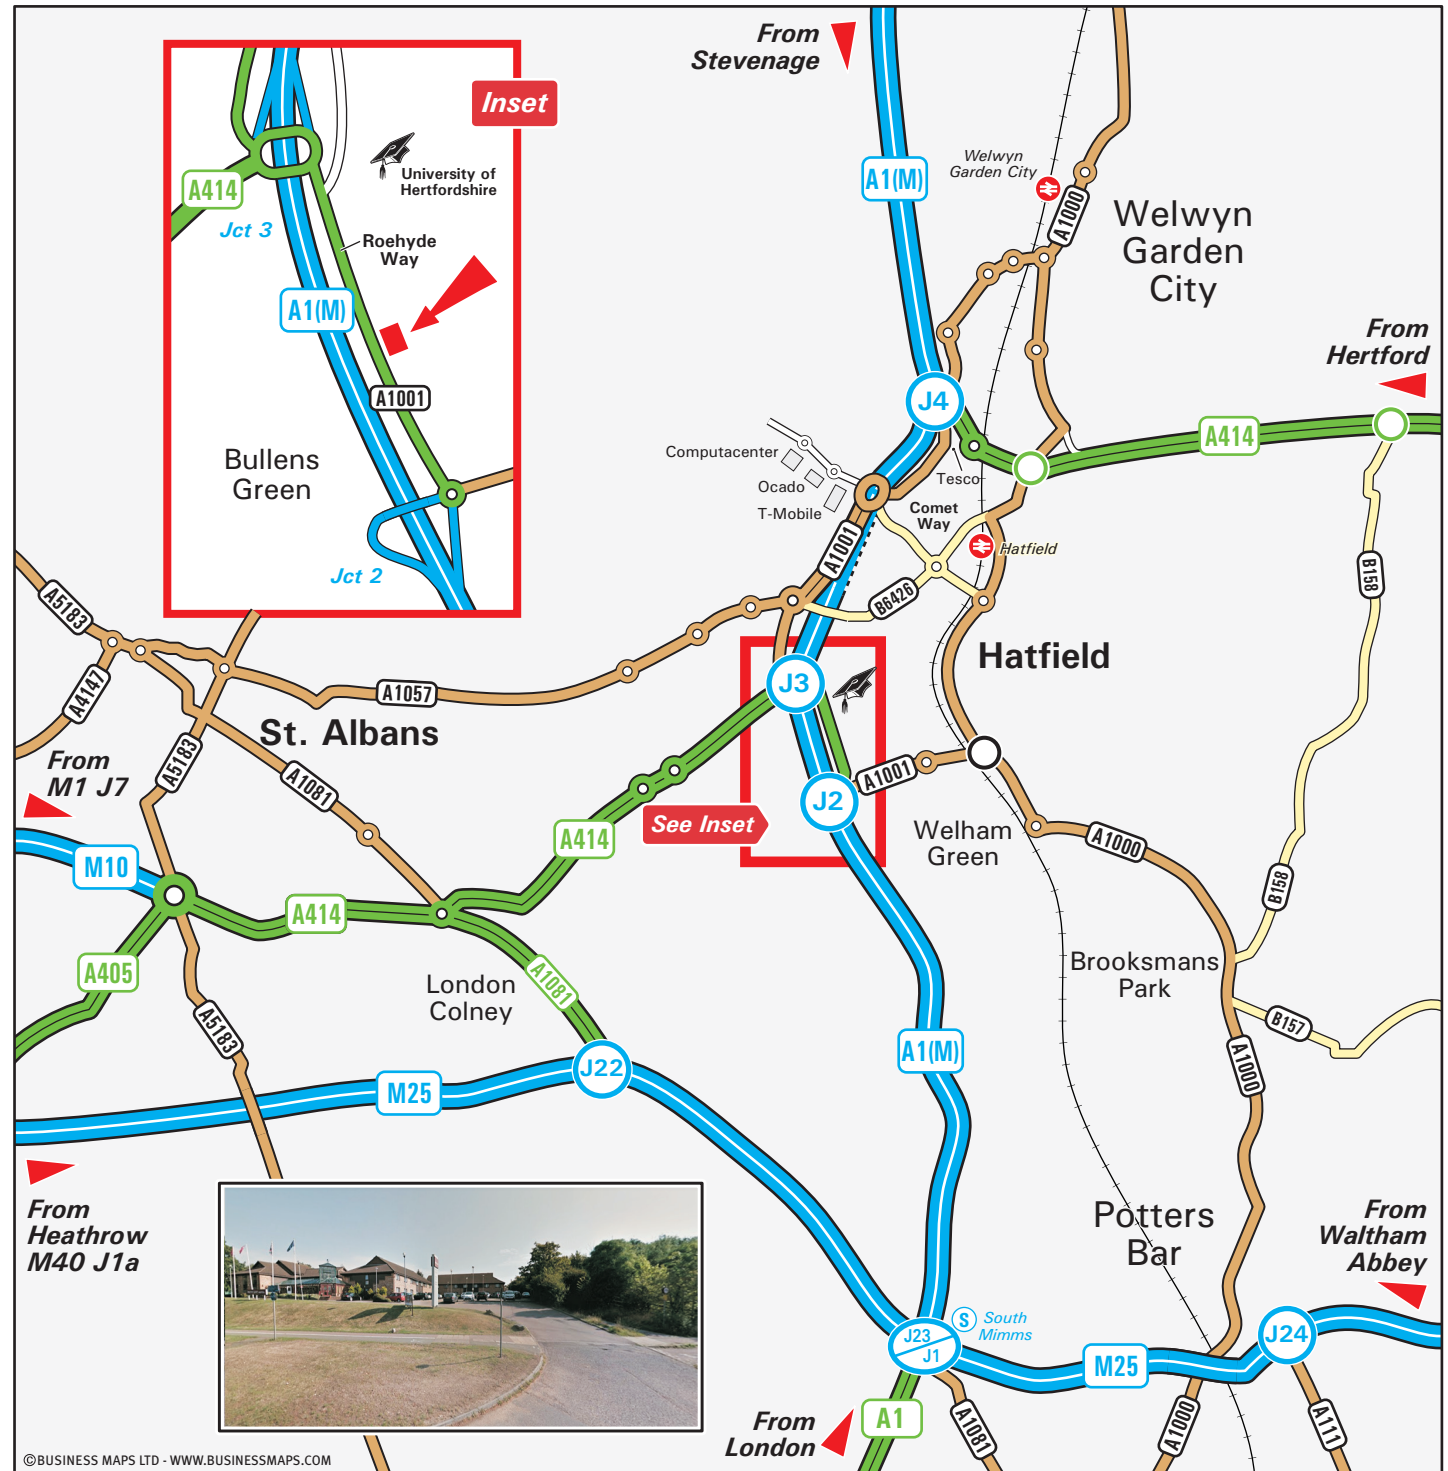 From
Stevenage
Inset
University of
Hertfordshire
A414
Jct 3
Roehyde
Way
A1(M)
A1001
Bullens
Green
Jct 2
A1(M)
Welwyn
Garden City
A1000
Welwyn
Garden
City
From
Hertford
J4
A414
Computacenter
Ocado
T-Mobile
Tesco
Comet
Way
A1001
Hatfield
B6426
B158
A5183
A4147
A1057
Hatfield
J3
St. Albans
From
M1 J7
A5183
A1081
A1001
J2
See Inset
A414
Welham
Green
A1000
M10
A414
B158
A405
London
Colney
A1081
Brooksmans
Park
A5183
B157
A1(M)
A1000
J22
M25
From
Heathrow
M40 J1a
Potters
Bar
From
Waltham
Abbey
S
South
Mimms
J23
J1
J24
M25
A1
From
London
A1081
A1000
A111
©BUSINESS MAPS LTD - WWW.BUSINESSMAPS.COM